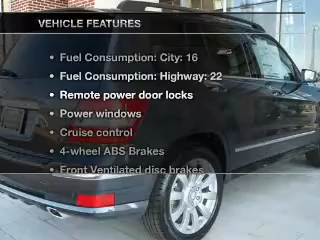 VEHICLE FEATURES
• Fuel Consumption: City: 16
• Fuel Consumption: Highway: 22
• Remote power door locks
• Power windows
• Cruise control
• 4-wheel ABS Brakes
• Front Ventilated disc brakes